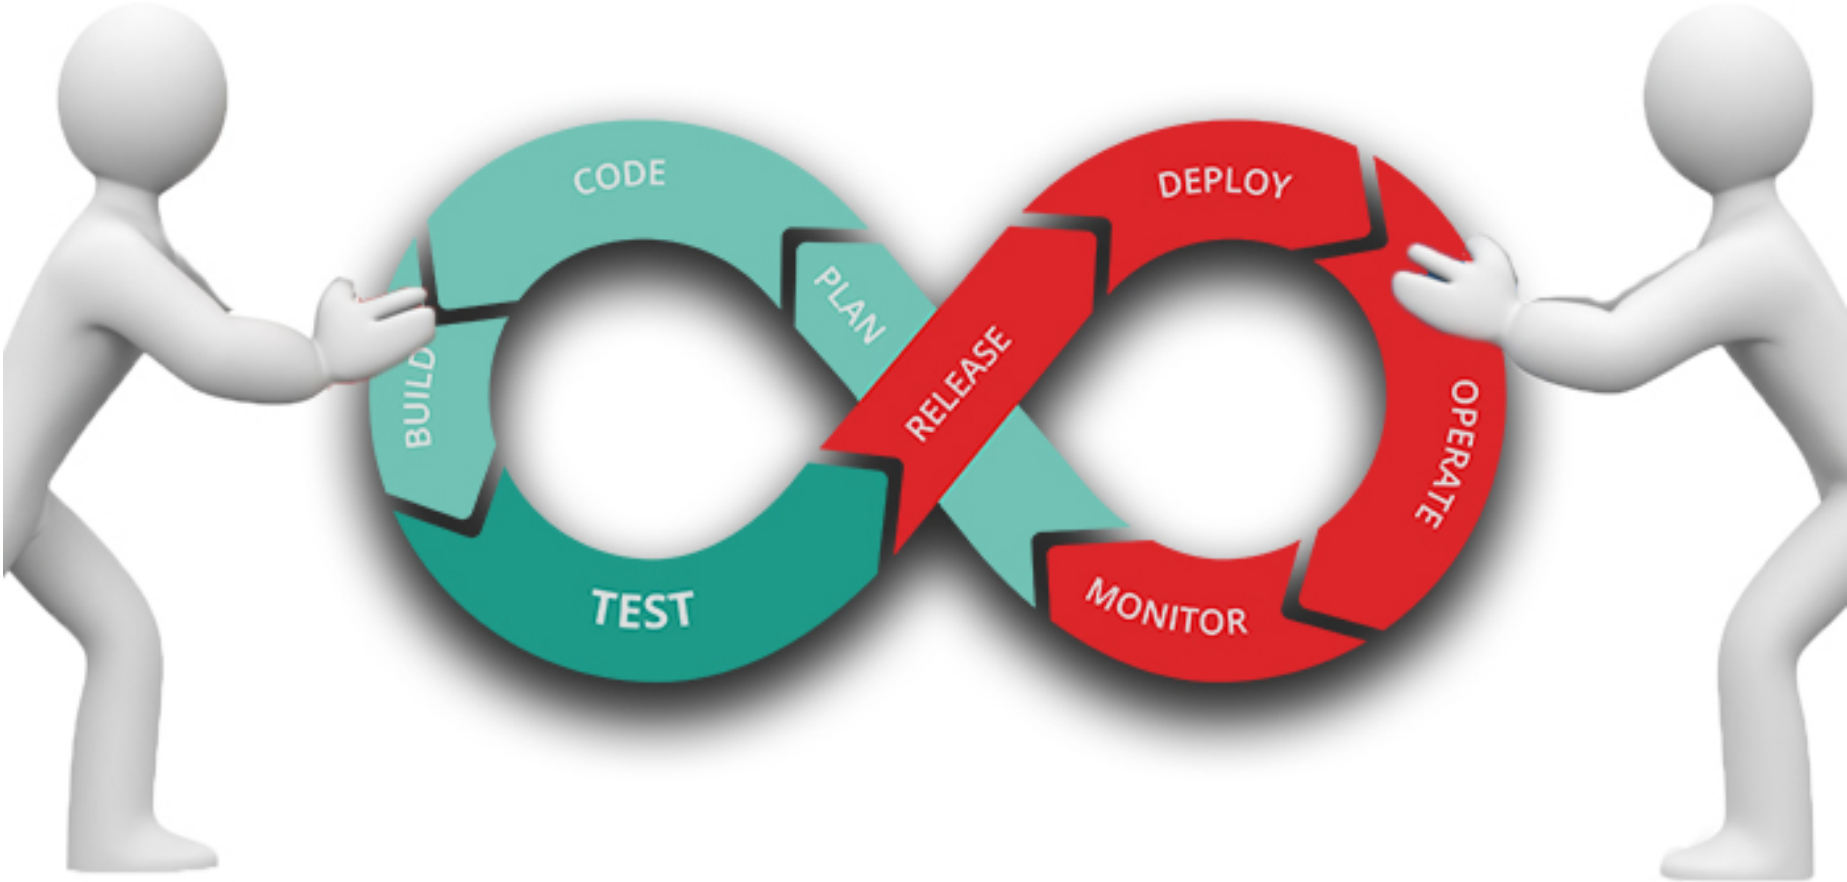 CODE
DEPLOY
PLAN
BUILD
RELEASE
OPERATE
TEST
MONITOR